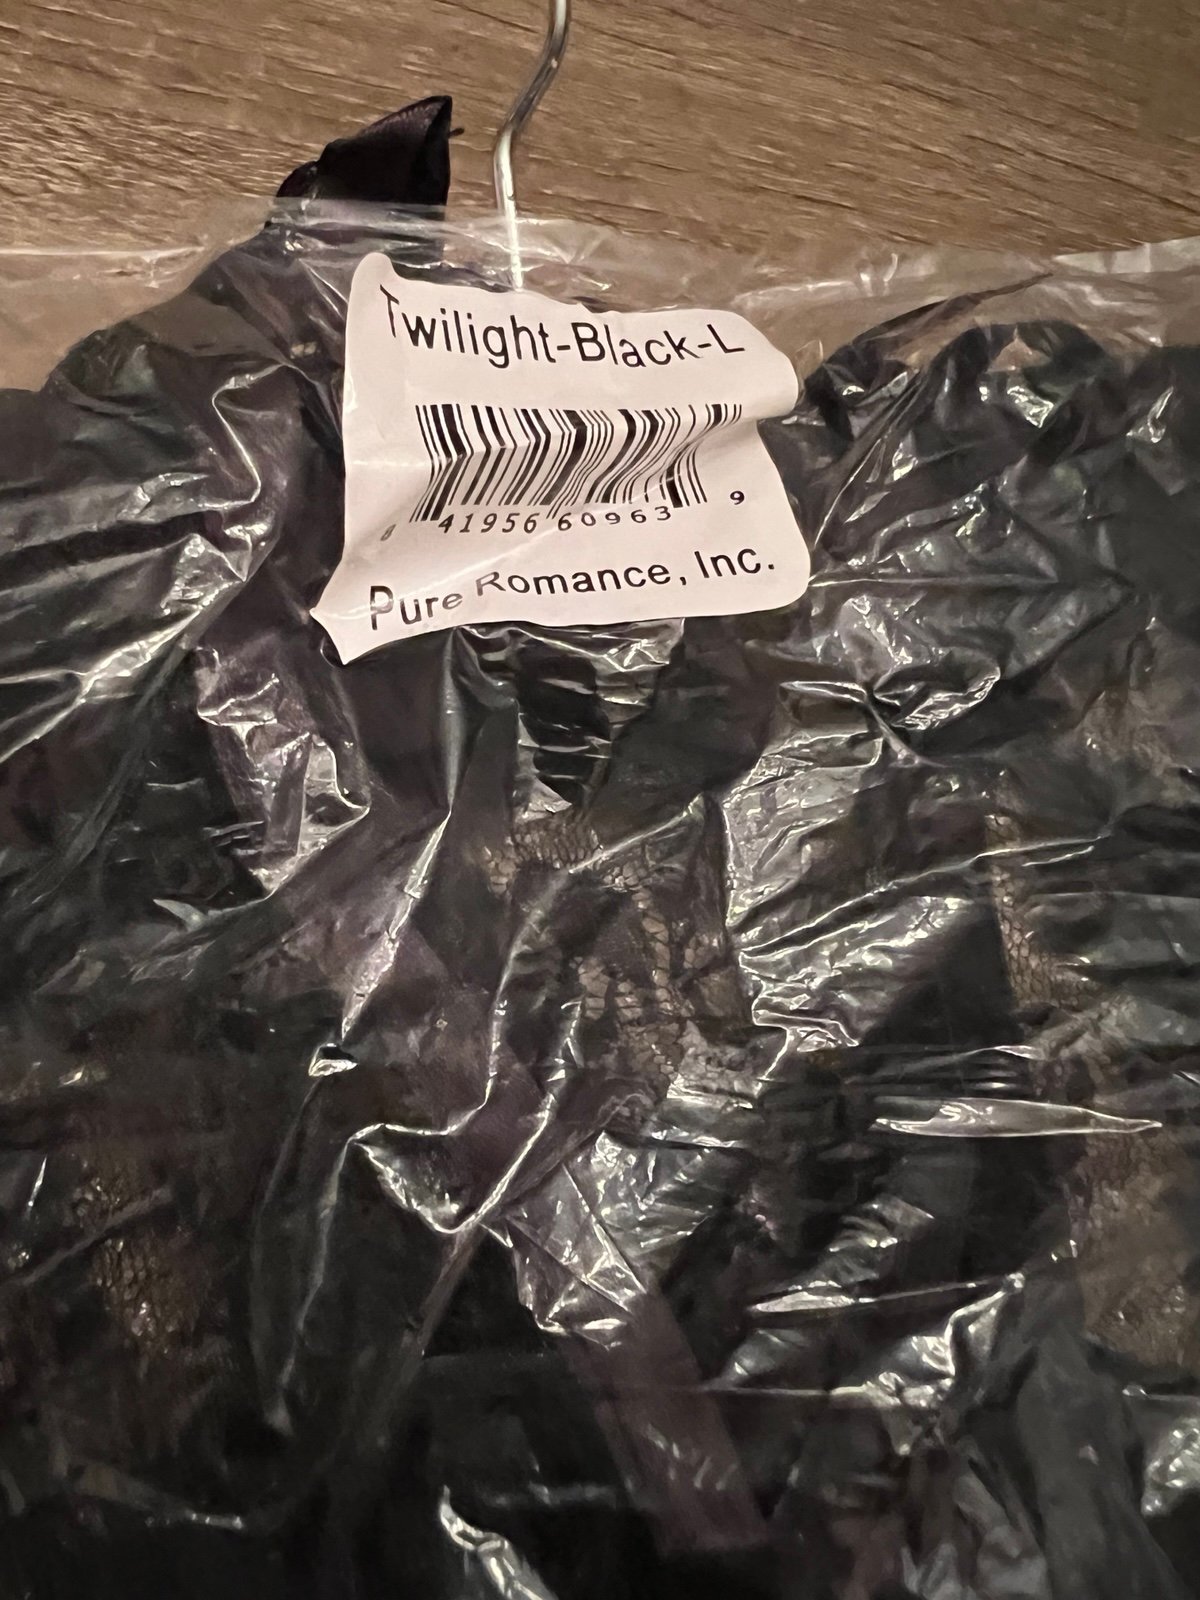 Twilight-Black-L
8 41956 60963 9
Pure Romance, Inc.